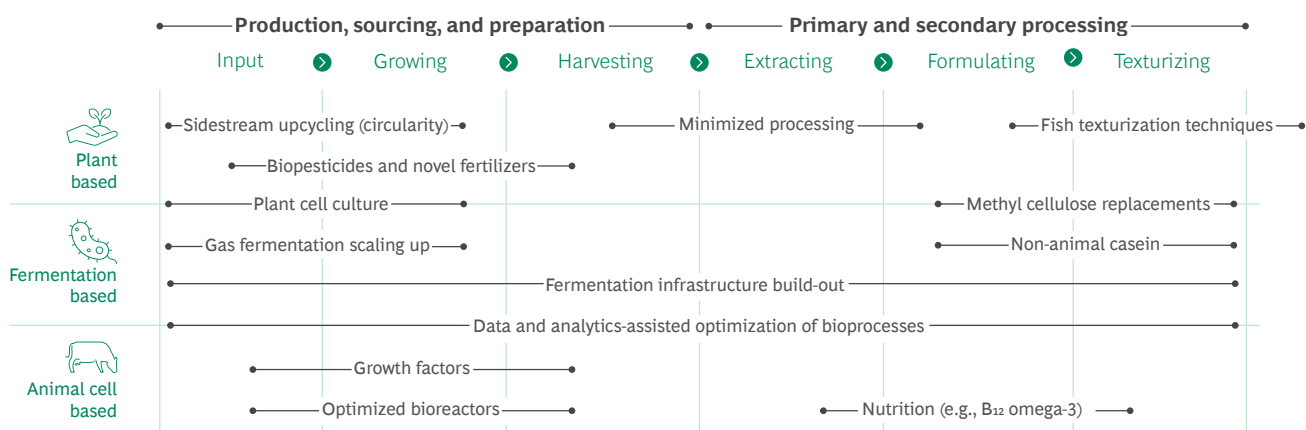 Production, sourcing, and preparation
Primary and secondary processing
Input
Growing
Harvesting
Extracting
Formulating
Texturizing
Plant
based
Sidestream upcycling (circularity)
Minimized processing
Fish texturization techniques
Biopesticides and novel fertilizers
Plant cell culture
Methyl cellulose replacements
Fermentation
based
Gas fermentation scaling up
Non-animal casein
Fermentation infrastructure build-out
Data and analytics-assisted optimization of bioprocesses
Animal cell
based
Growth factors
Optimized bioreactors
Nutrition (e.g., B₁₂ omega-3)